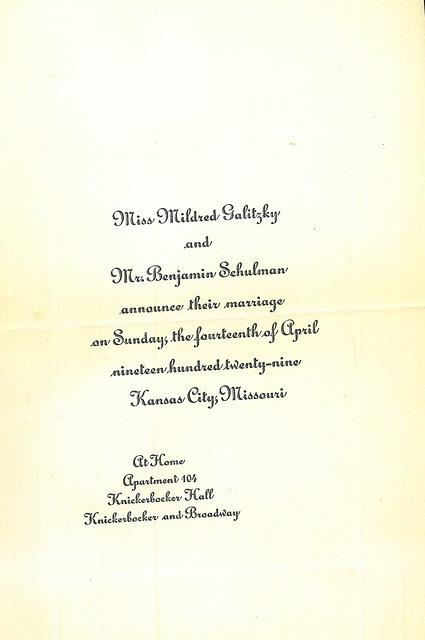 Miss Mildred Galitzky
and
Mr. Benjamin Schulman
announce their marriage
on Sunday, the fourteenth of April
nineteen hundred twenty-nine
Kansas City, Missouri
At Home
Apartment 104
Knickerbocker Hall
Knickerbocker and Broadway